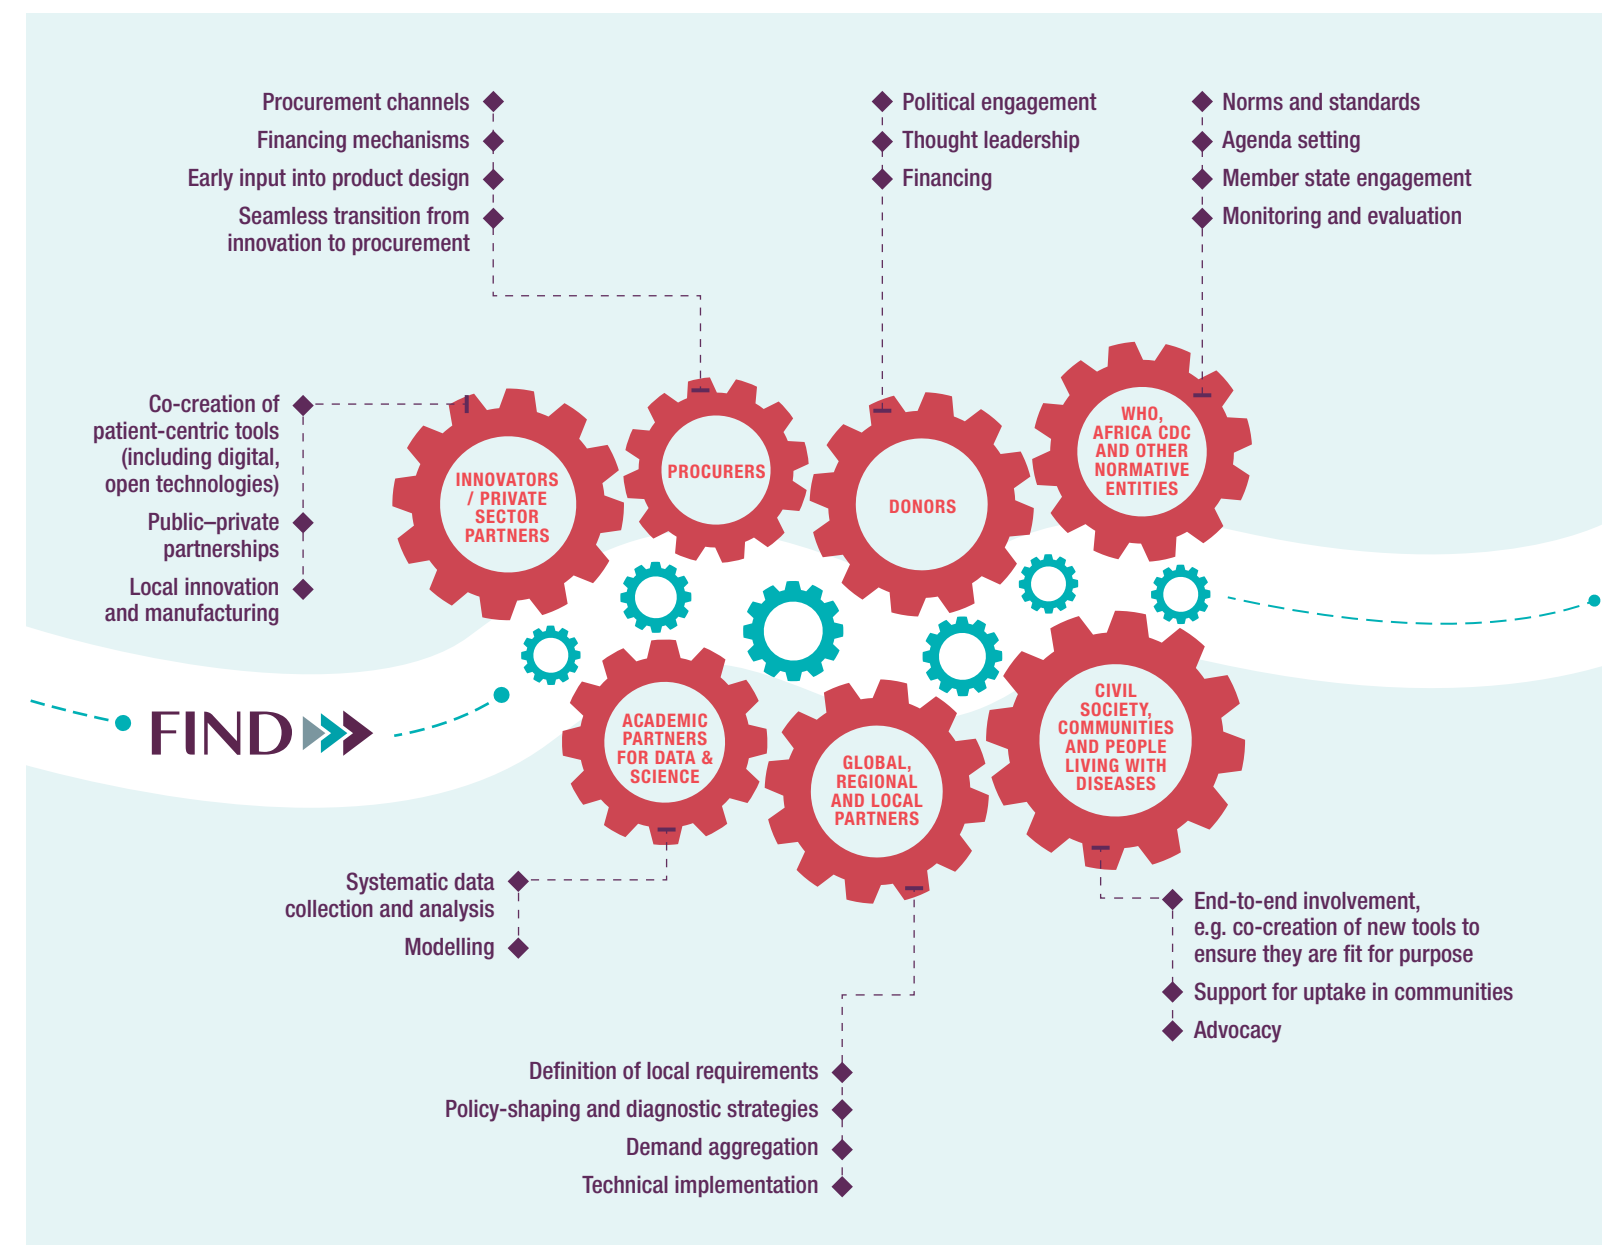 Procurement channels
Financing mechanisms
Early input into product design
Seamless transition from
innovation to procurement
Political engagement
Thought leadership
Financing
Norms and standards
Agenda setting
Member state engagement
Monitoring and evaluation
Co-creation of
patient-centric tools
(including digital,
open technologies)
Public–private
partnerships
Local innovation
and manufacturing
INNOVATORS
/ PRIVATE
SECTOR
PARTNERS
PROCURERS
DONORS
WHO,
AFRICA CDC
AND OTHER
NORMATIVE
ENTITIES
FIND
ACADEMIC
PARTNERS
FOR DATA &
SCIENCE
GLOBAL,
REGIONAL
AND LOCAL
PARTNERS
CIVIL
SOCIETY,
COMMUNITIES
AND PEOPLE
LIVING WITH
DISEASES
Systematic data
collection and analysis
Modelling
End-to-end involvement,
e.g. co-creation of new tools to
ensure they are fit for purpose
Support for uptake in communities
Advocacy
Definition of local requirements
Policy-shaping and diagnostic strategies
Demand aggregation
Technical implementation